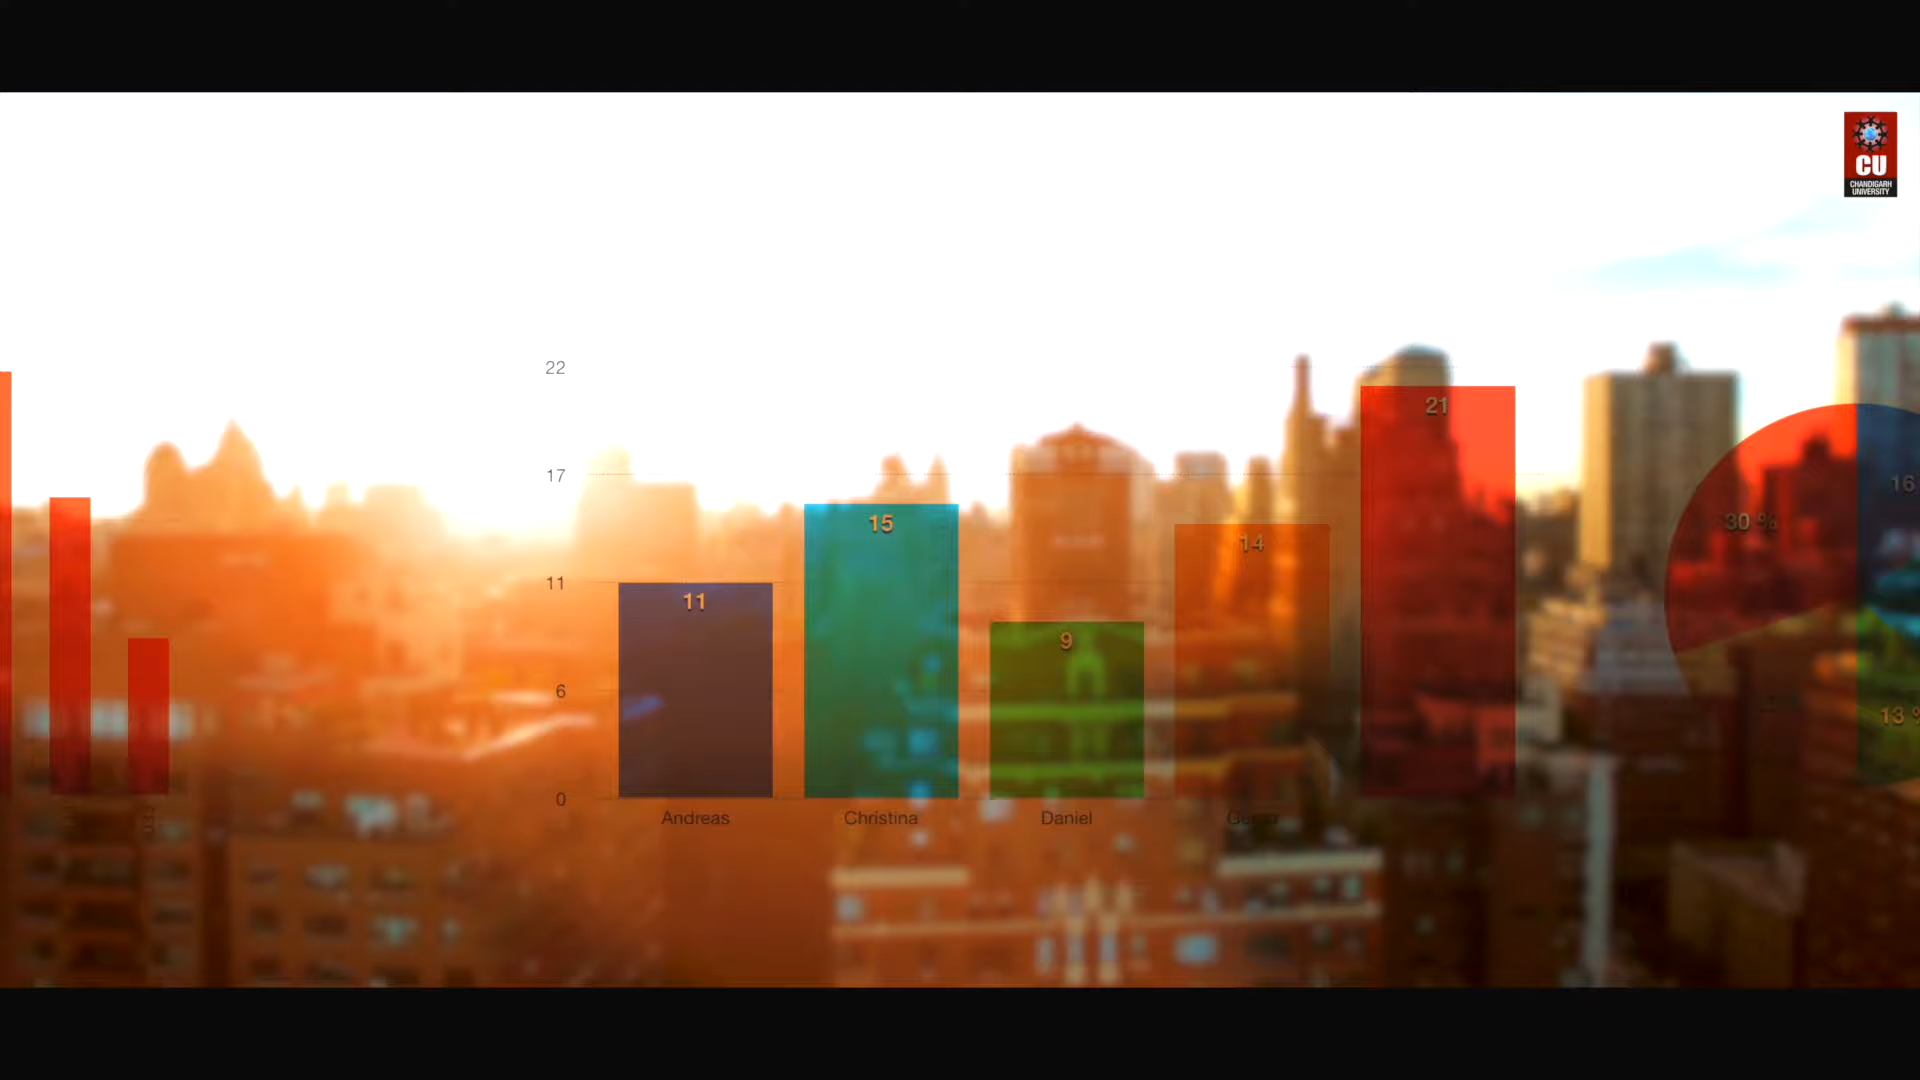 CU
CHANDIGARH
UNIVERSITY
22
17
11
6
0
11
15
9
14
21
Andreas
Christina
Daniel
30 %
16
13 %